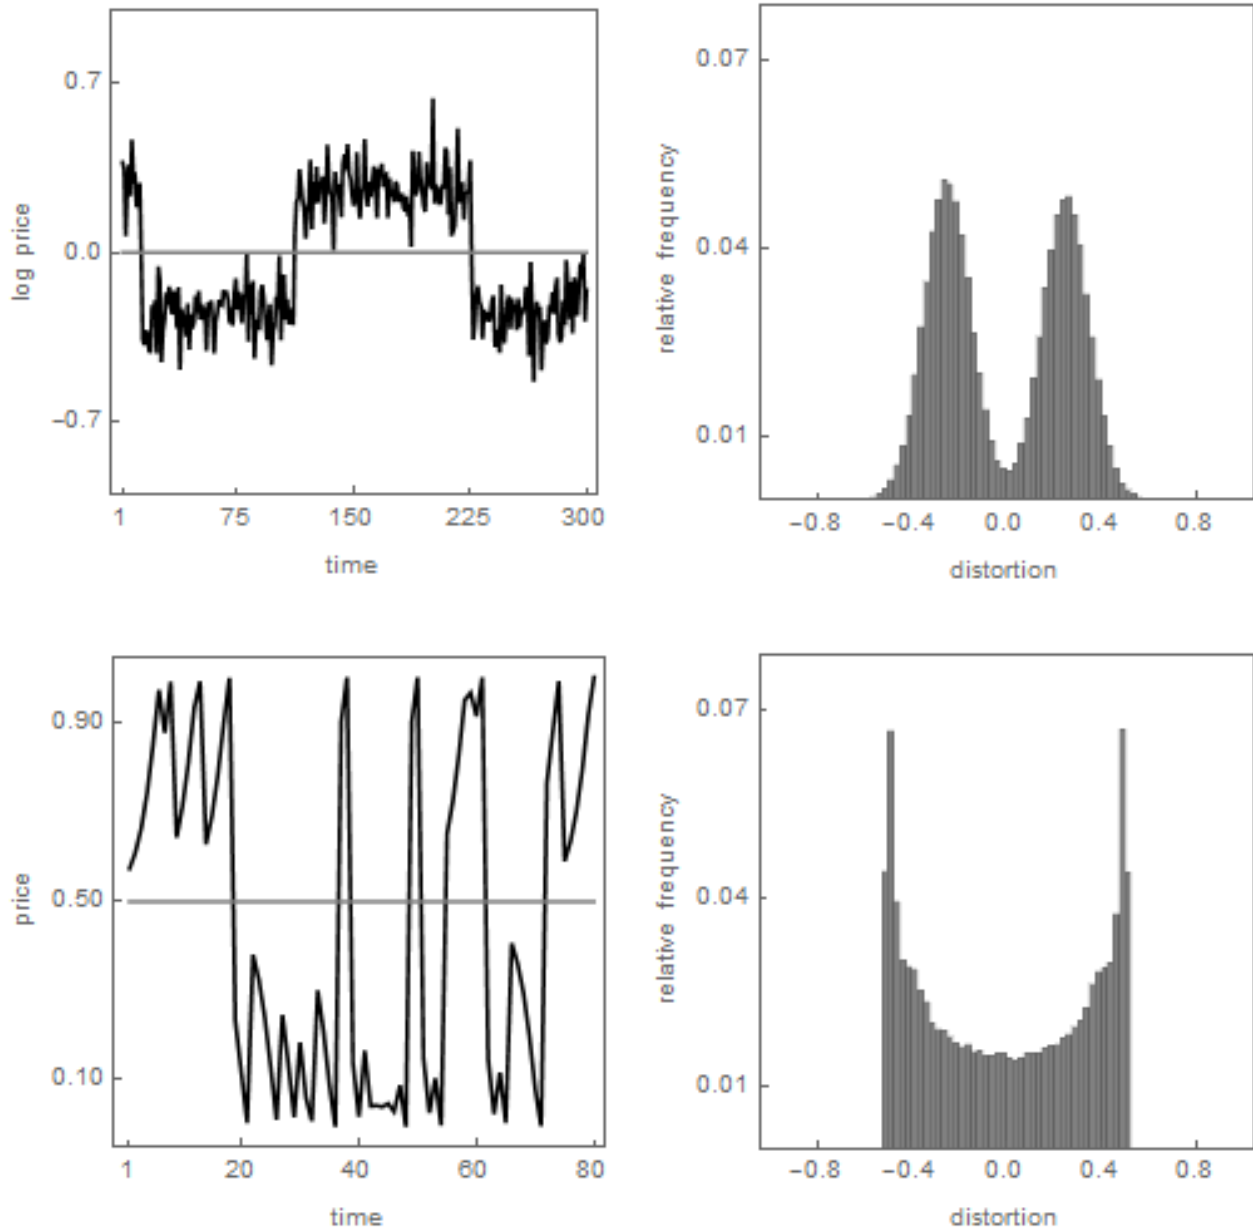 0.7
0.0
−0.7
log price
1 75 150 225 300
time
0.07
0.04
0.01
relative frequency
−0.8 −0.4 0.0 0.4 0.8
distortion
0.90
0.50
0.10
price
1 20 40 60 80
time
0.07
0.04
0.01
relative frequency
−0.8 −0.4 0.0 0.4 0.8
distortion